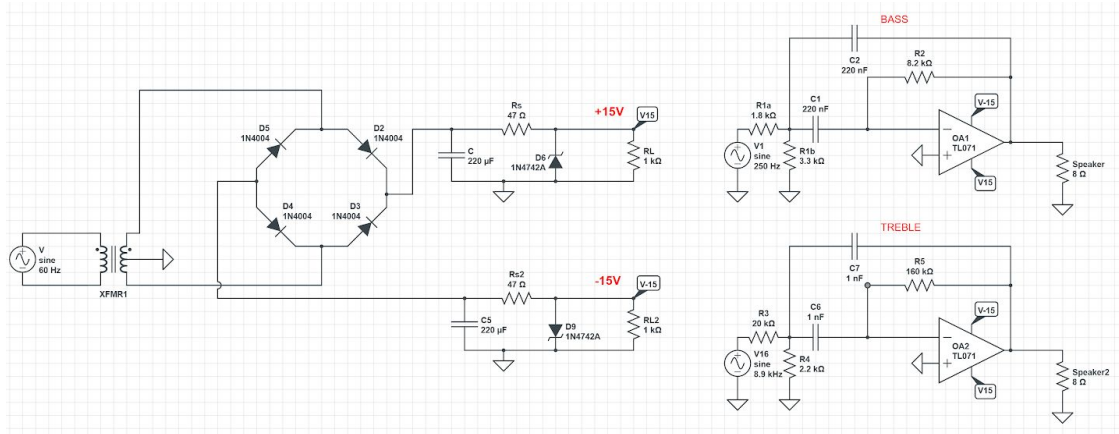 BASS
C2
220 nF
R2
8.2 kΩ
R1a
1.8 kΩ
C1
220 nF
V-15
V1
sine
250 Hz
R1b
3.3 kΩ
−
+
OA1
TL071
V15
Speaker
8 Ω
D5
1N4004
D2
1N4004
D4
1N4004
D3
1N4004
Rs
47 Ω
+15V
V15
C
220 µF
D6
1N4742A
RL
1 kΩ
V
sine
60 Hz
XFMR1
Rs2
47 Ω
-15V
V-15
C5
220 µF
D9
1N4742A
RL2
1 kΩ
TREBLE
C7
1 nF
R5
160 kΩ
R3
20 kΩ
C6
1 nF
V-15
V16
sine
8.9 kHz
R4
2.2 kΩ
−
+
OA2
TL071
V15
Speaker2
8 Ω